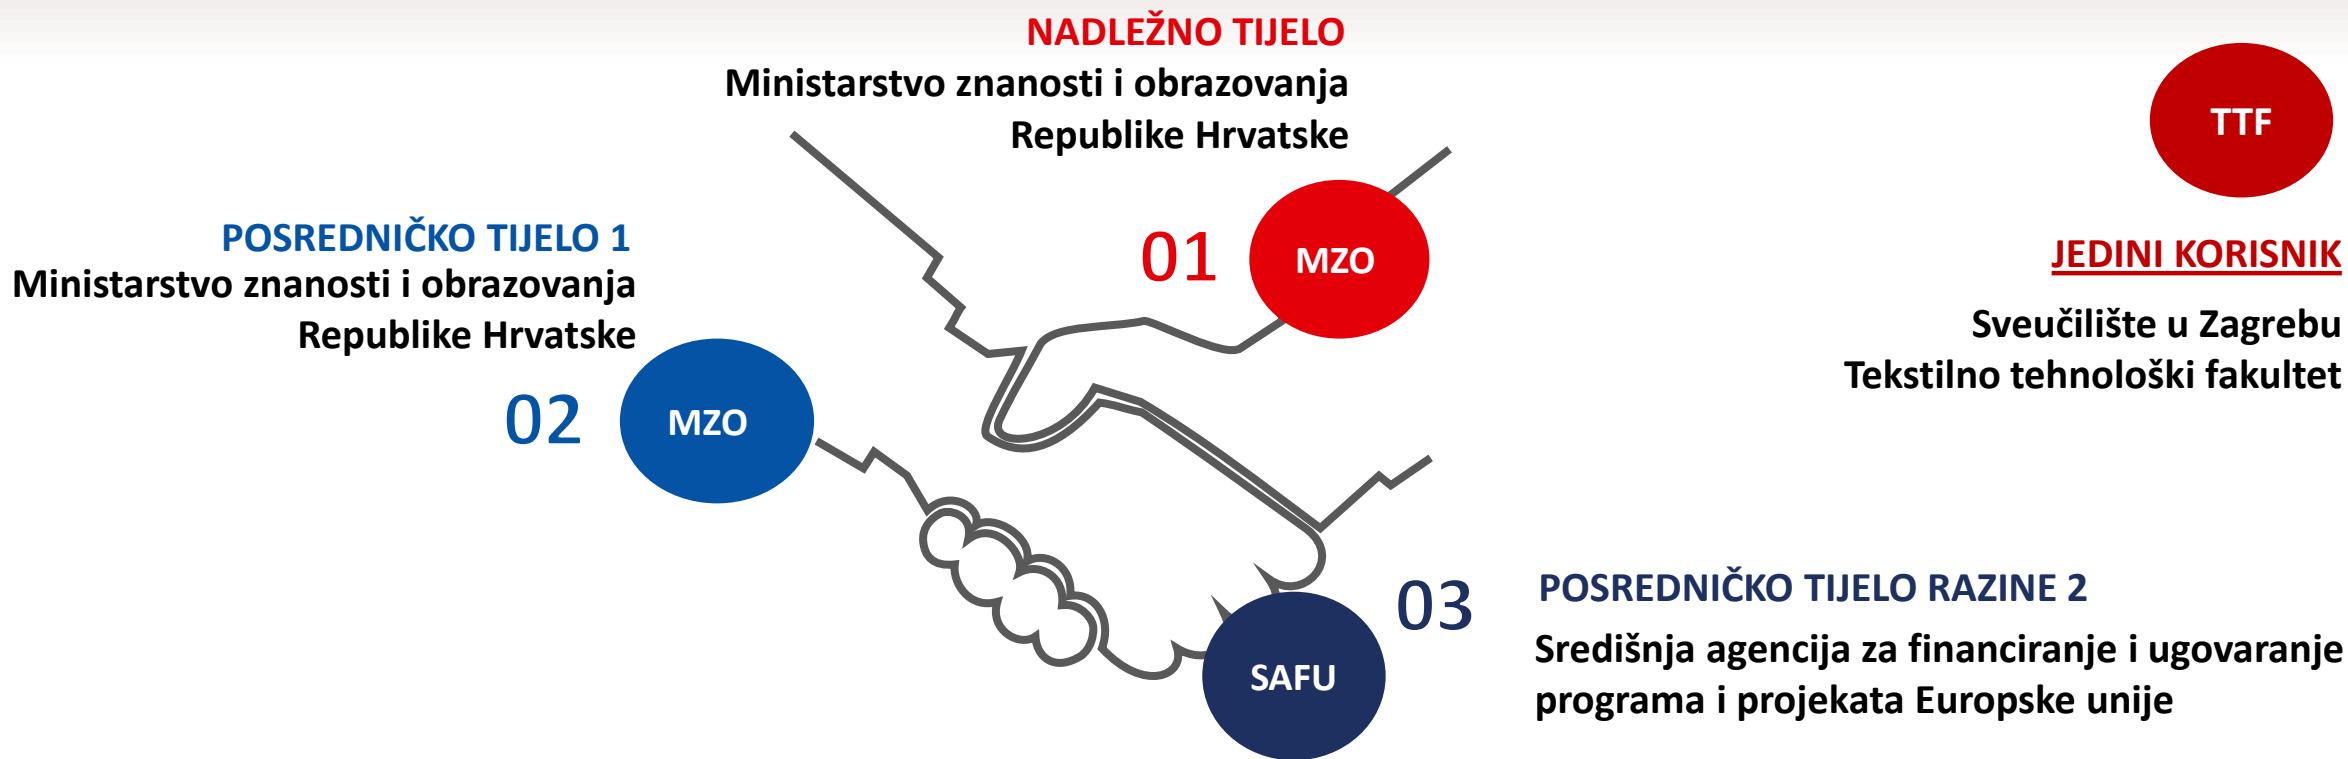 NADLEŽNO TIJELO
Ministarstvo znanosti i obrazovanja
Republike Hrvatske
01
MZO
POSREDNIČKO TIJELO 1
Ministarstvo znanosti i obrazovanja
Republike Hrvatske
02
MZO
TTF
JEDINI KORISNIK
Sveučilište u Zagrebu
Tekstilno tehnološki fakultet
03
SAFU
POSREDNIČKO TIJELO RAZINE 2
Središnja agencija za financiranje i ugovaranje
programa i projekata Europske unije